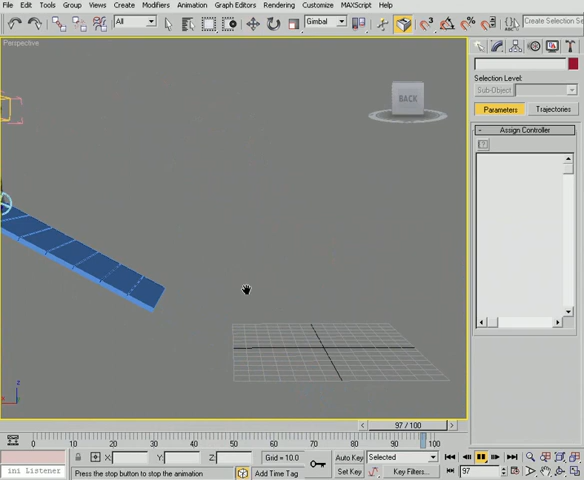 File Edit Tools Group Views Create Modifiers Animation Graph Editors Rendering Customize MAXScript Help
All Gimbal 3 % ABC Create Selection Se
Perspective
BACK
Selection Level:
Sub-Object
Parameters Trajectories
- Assign Controller
?
z
x
97 / 100
0 10 20 30 40 50 60 70 80 90 100
X: Y: Z: Grid = 10.0 Auto Key Selected
ini Listener Press the stop button to stop the animation Add Time Tag Set Key Key Filters... 97